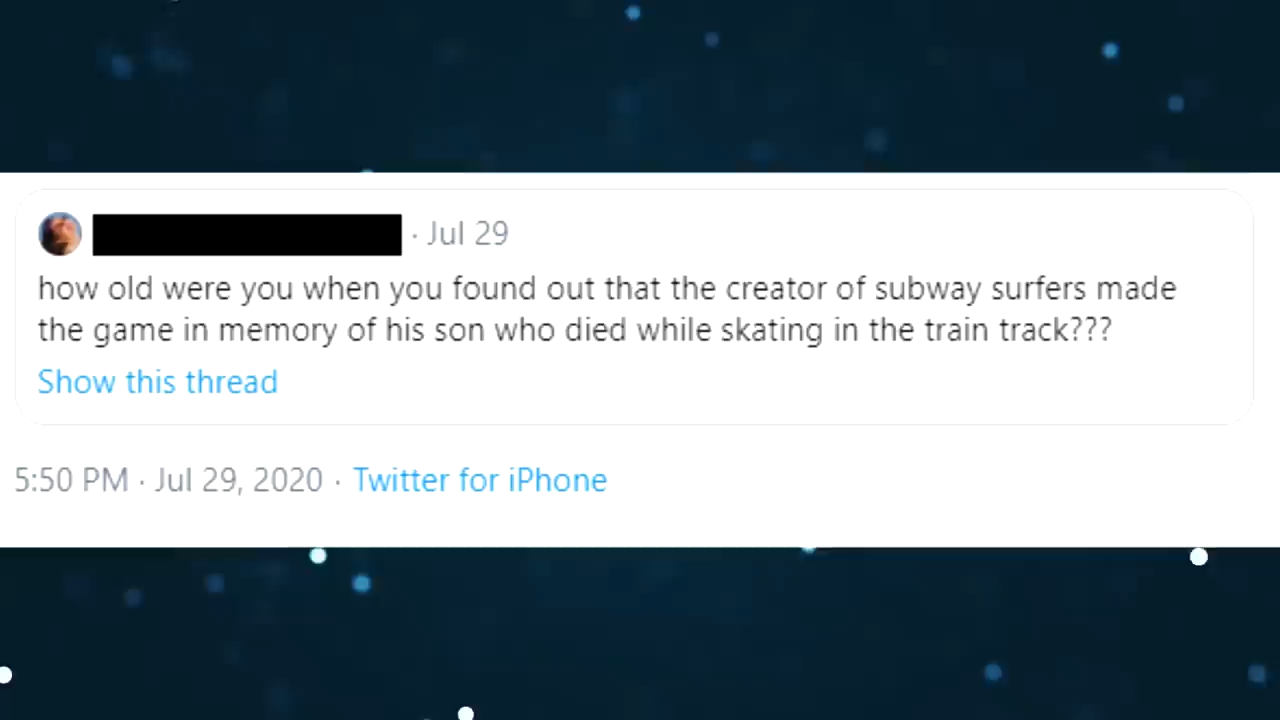 · Jul 29
how old were you when you found out that the creator of subway surfers made
the game in memory of his son who died while skating in the train track???
Show this thread
5:50 PM · Jul 29, 2020 · Twitter for iPhone